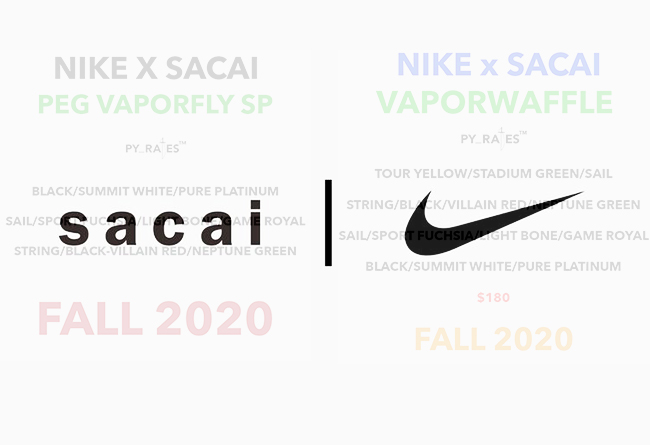 NIKE X SACAI
PEG VAPORFLY SP
PY_RATES™
BLACK/SUMMIT WHITE/PURE PLATINUM
SAIL/SPORT FUCHSIA/LIGHT BONE/GAME ROYAL
STRING/BLACK-VILLAIN RED/NEPTUNE GREEN
FALL 2020
sacai
NIKE x SACAI
VAPORWAFFLE
PY_RATES™
TOUR YELLOW/STADIUM GREEN/SAIL
STRING/BLACK/VILLAIN RED/NEPTUNE GREEN
SAIL/SPORT FUCHSIA/LIGHT BONE/GAME ROYAL
BLACK/SUMMIT WHITE/PURE PLATINUM
$180
FALL 2020